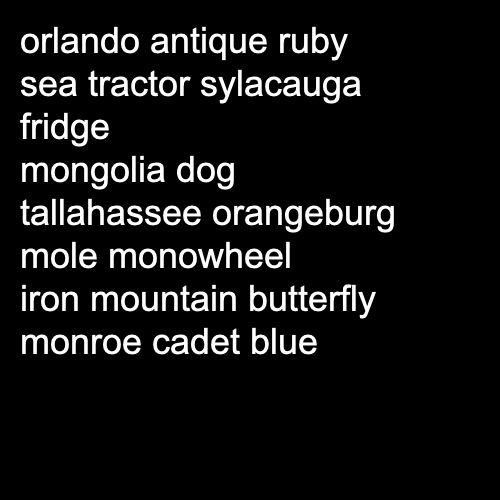 orlando antique ruby
sea tractor sylacauga
fridge
mongolia dog
tallahassee orangeburg
mole monowheel
iron mountain butterfly
monroe cadet blue